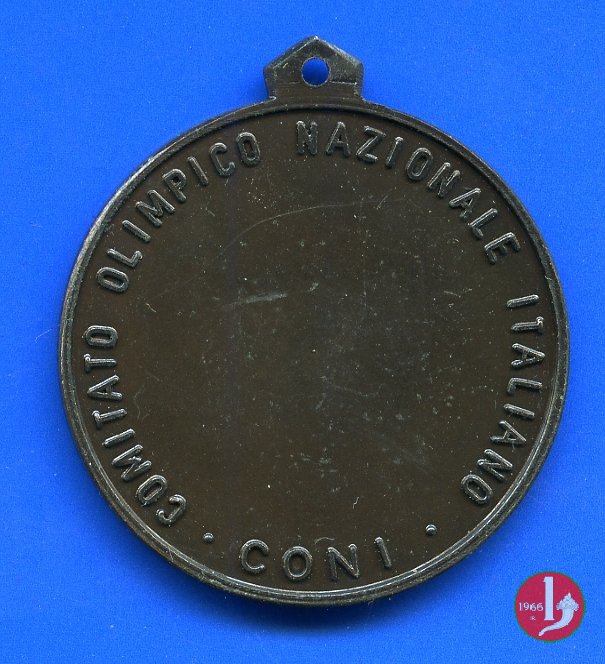 COMITATO OLIMPICO NAZIONALE ITALIANO
· CONI ·
1966